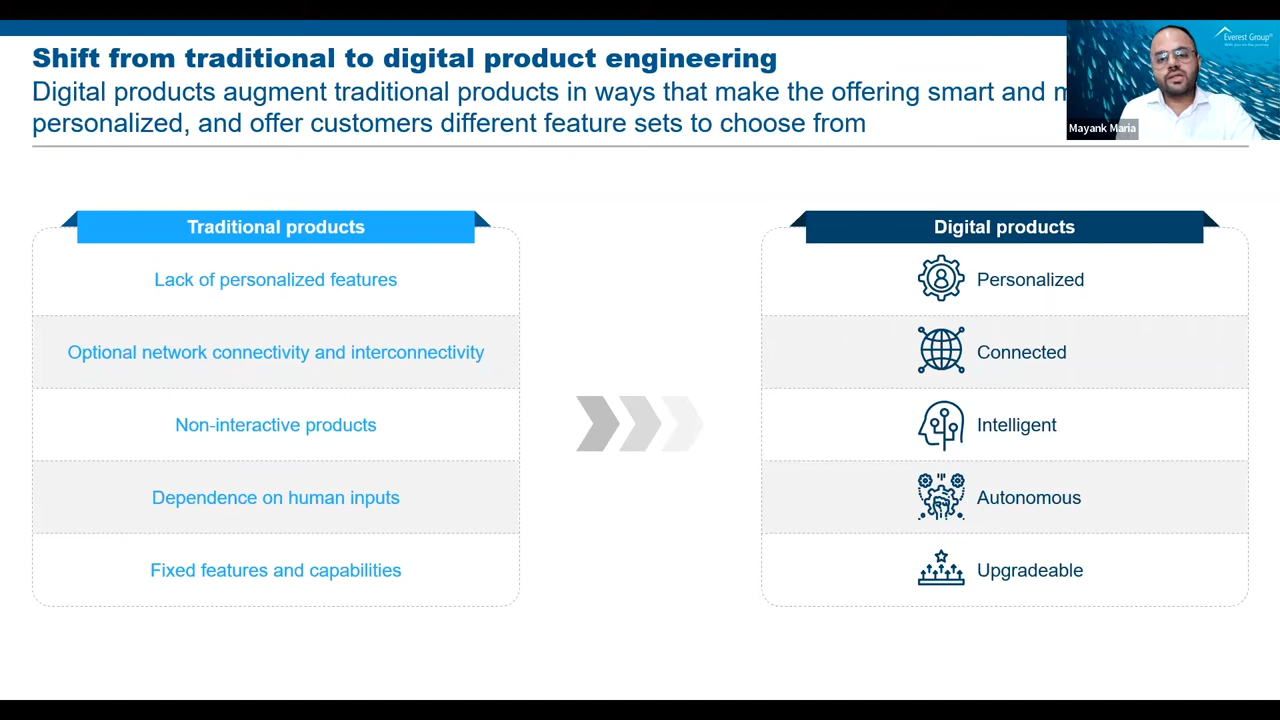 Shift from traditional to digital product engineering
Digital products augment traditional products in ways that make the offering smart and
personalized, and offer customers different feature sets to choose from
Everest Group®
Mayank Maria
Traditional products
Lack of personalized features
Optional network connectivity and interconnectivity
Non-interactive products
Dependence on human inputs
Fixed features and capabilities
Digital products
Personalized
Connected
Intelligent
Autonomous
Upgradeable